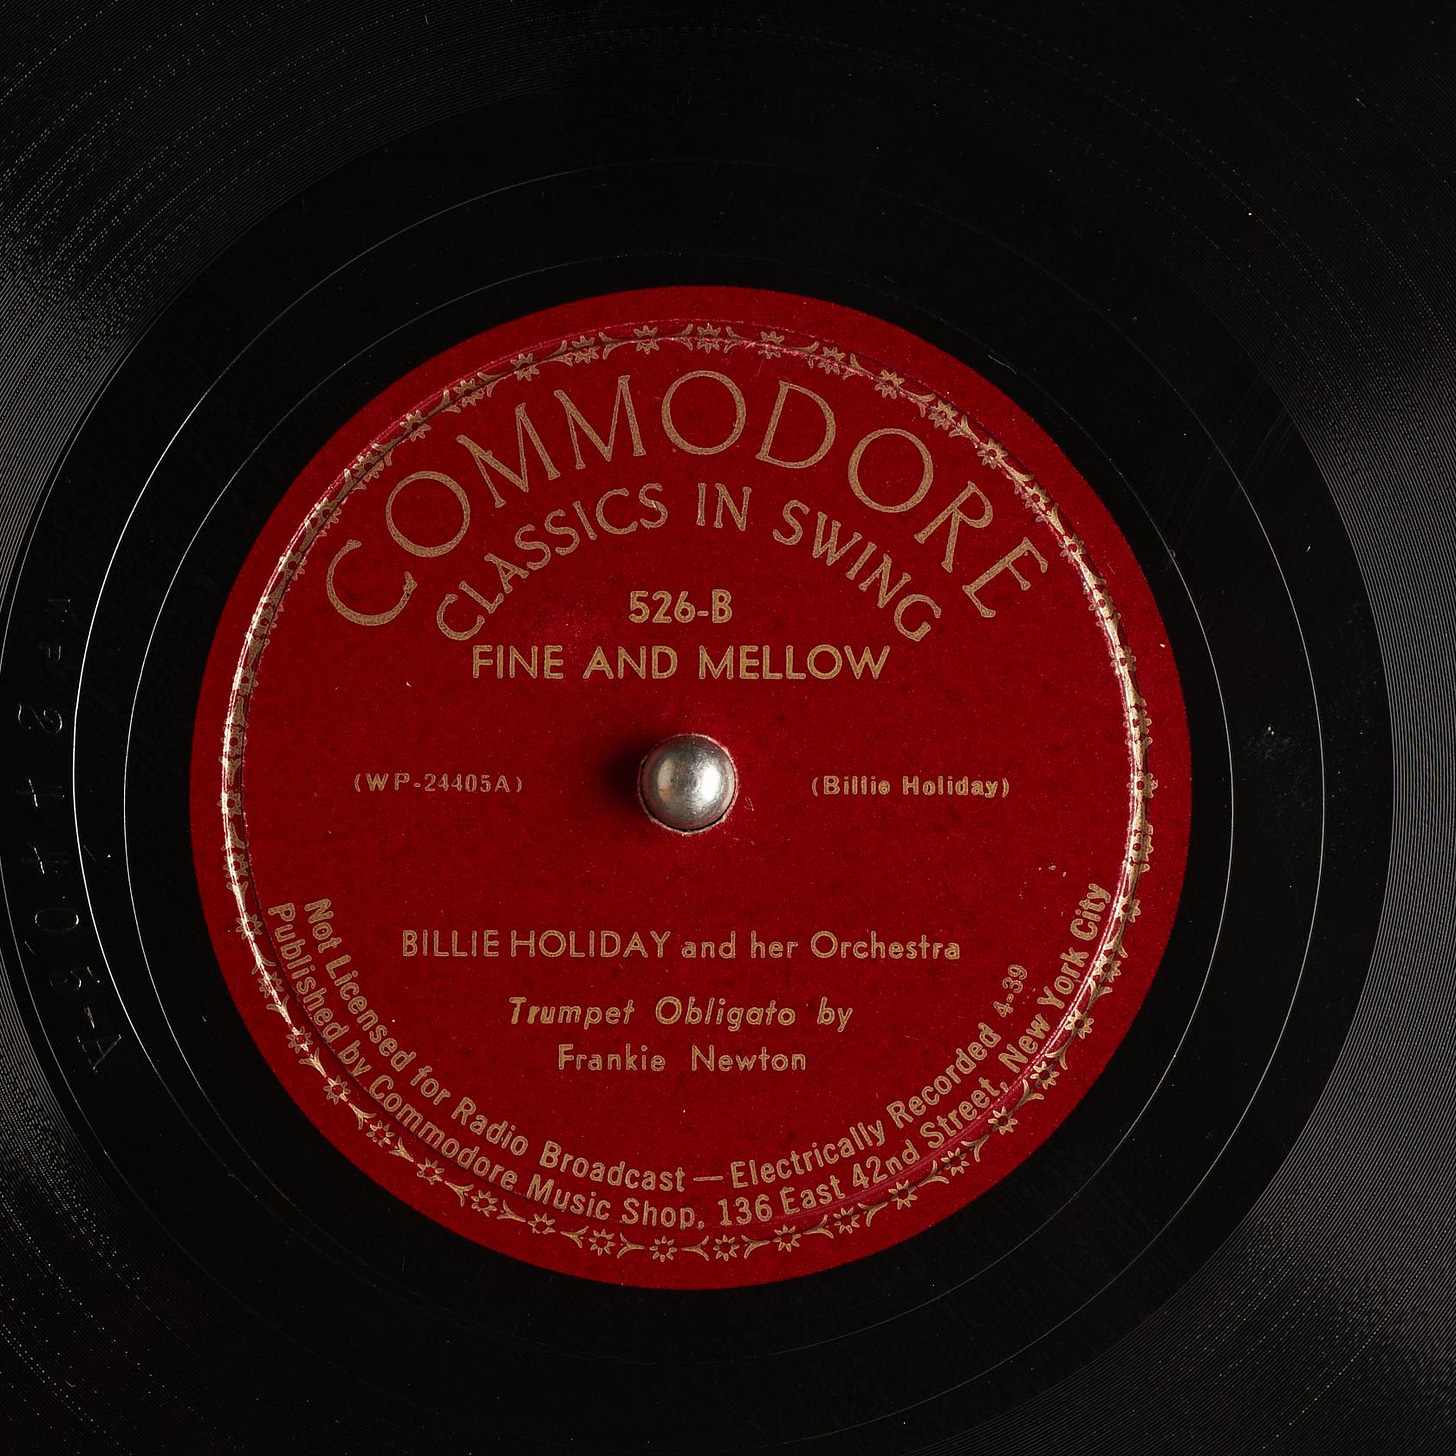 COMMODORE
CLASSICS IN SWING
526-B
FINE AND MELLOW
(WP-24405A)
(Billie Holiday)
BILLIE HOLIDAY and her Orchestra
Trumpet Obligato by
Frankie Newton
Not Licensed for Radio Broadcast — Electrically Recorded 4-39
Published by Commodore Music Shop, 136 East 42nd Street, New York City